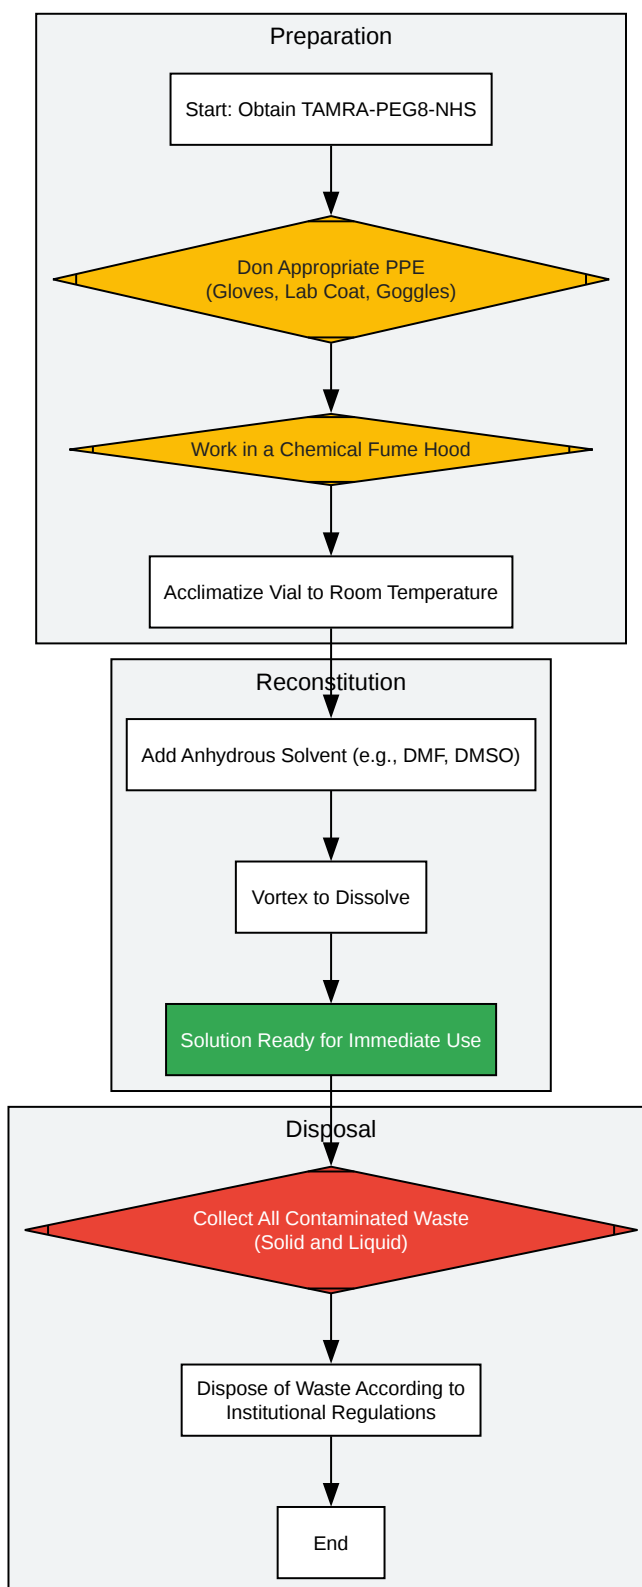 Preparation
Start: Obtain TAMRA-PEG8-NHS
Don Appropriate PPE
(Gloves, Lab Coat, Goggles)
Work in a Chemical Fume Hood
Acclimatize Vial to Room Temperature
Reconstitution
Add Anhydrous Solvent (e.g., DMF, DMSO)
Vortex to Dissolve
Solution Ready for Immediate Use
Disposal
Collect All Contaminated Waste
(Solid and Liquid)
Dispose of Waste According to
Institutional Regulations
End